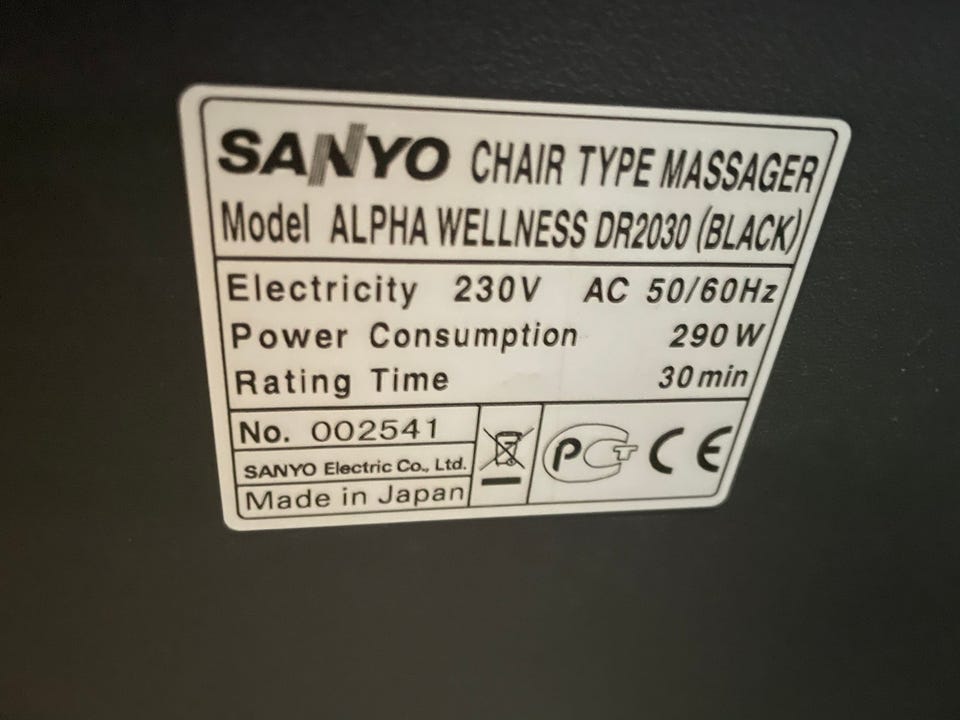 SANYO CHAIR TYPE MASSAGER
Model ALPHA WELLNESS DR2030 (BLACK)
Electricity 230V AC 50/60Hz
Power Consumption 290W
Rating Time 30min
No. 002541
SANYO Electric Co., Ltd.
Made in Japan
PCT CE